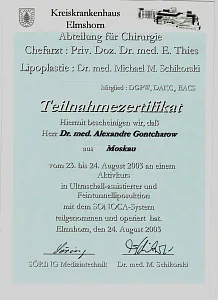 Kreiskrankenhaus
Elmshorn
Abteilung für Chirurgie
Chefarzt : Priv. Doz. Dr. med. E. Thies
Lipoplastie : Dr. med. Michael M. Schikorski
Mitglied : DGPW, DAEC, EACS
Teilnahmezertifikat
Hiermit bescheinigen wir, daß
Herr Dr. med. Alexandre Gontcharow
aus Moskau
vom 23. bis 24. August 2003 an einem
Aktivkurs
in Ultraschall-assistierter und
Feintunnelliposuktion
mit dem SONOCA-System
teilgenommen und operiert hat.
Elmshorn, den 24. August 2003
SÖRING Medizintechnik Dr. med. M. Schikorski